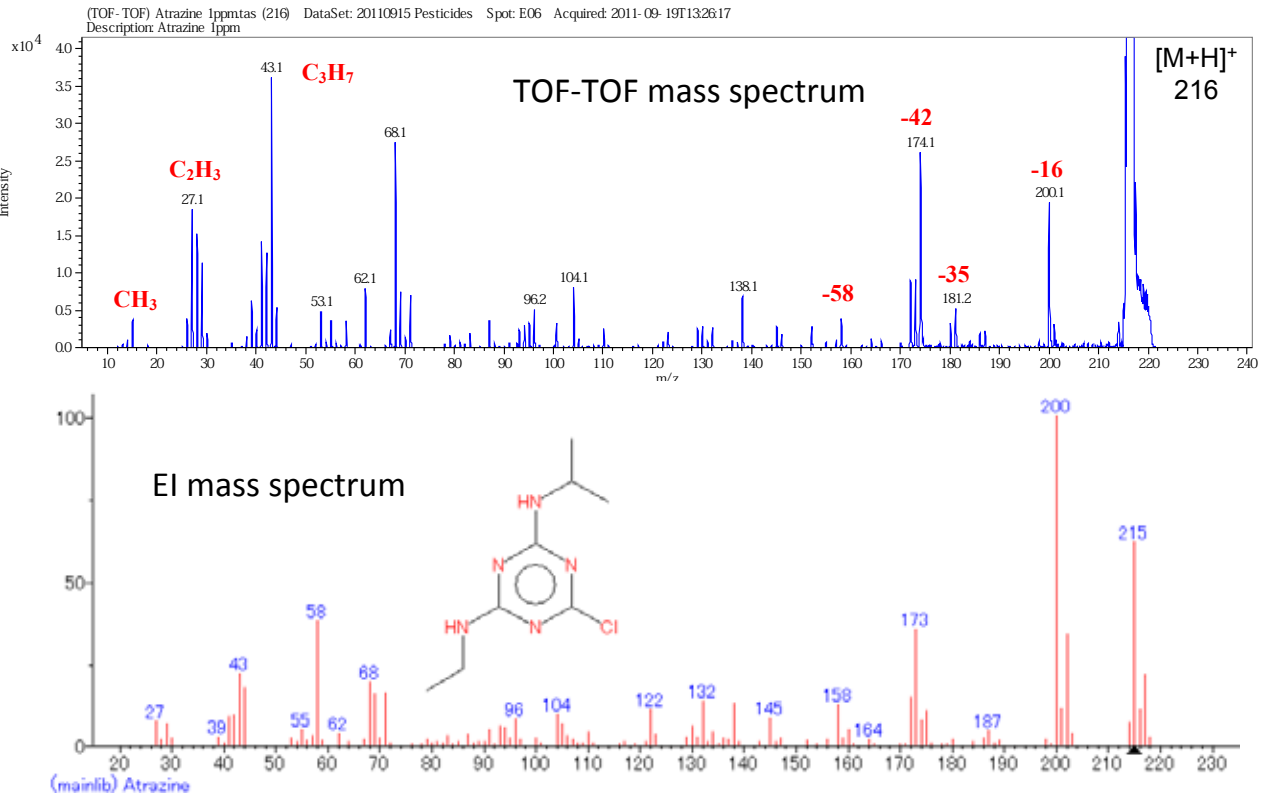 (TOF-TOF) Atrazine 1ppm.tas (216) DataSet: 20110915 Pesticides Spot: E06 Acquired: 2011-09-19T13:26:17
Description: Atrazine 1ppm
x10⁴
4.0
3.5
3.0
2.5
2.0
1.5
1.0
0.5
0.0
Intensity
TOF-TOF mass spectrum
[M+H]⁺
216
CH₃
C₂H₃
27.1
43.1
C₃H₇
53.1
62.1
68.1
96.2
104.1
138.1
-58
-42
174.1
-35
181.2
-16
200.1
10 20 30 40 50 60 70 80 90 100 110 120 130 140 150 160 170 180 190 200 210 220 230 240
m/z
EI mass spectrum
100
50
0
27
39
43
55
58
62
68
96
104
122
132
145
158
164
173
187
200
215
HN
N N
HN N Cl
20 30 40 50 60 70 80 90 100 110 120 130 140 150 160 170 180 190 200 210 220 230
(mainlib) Atrazine